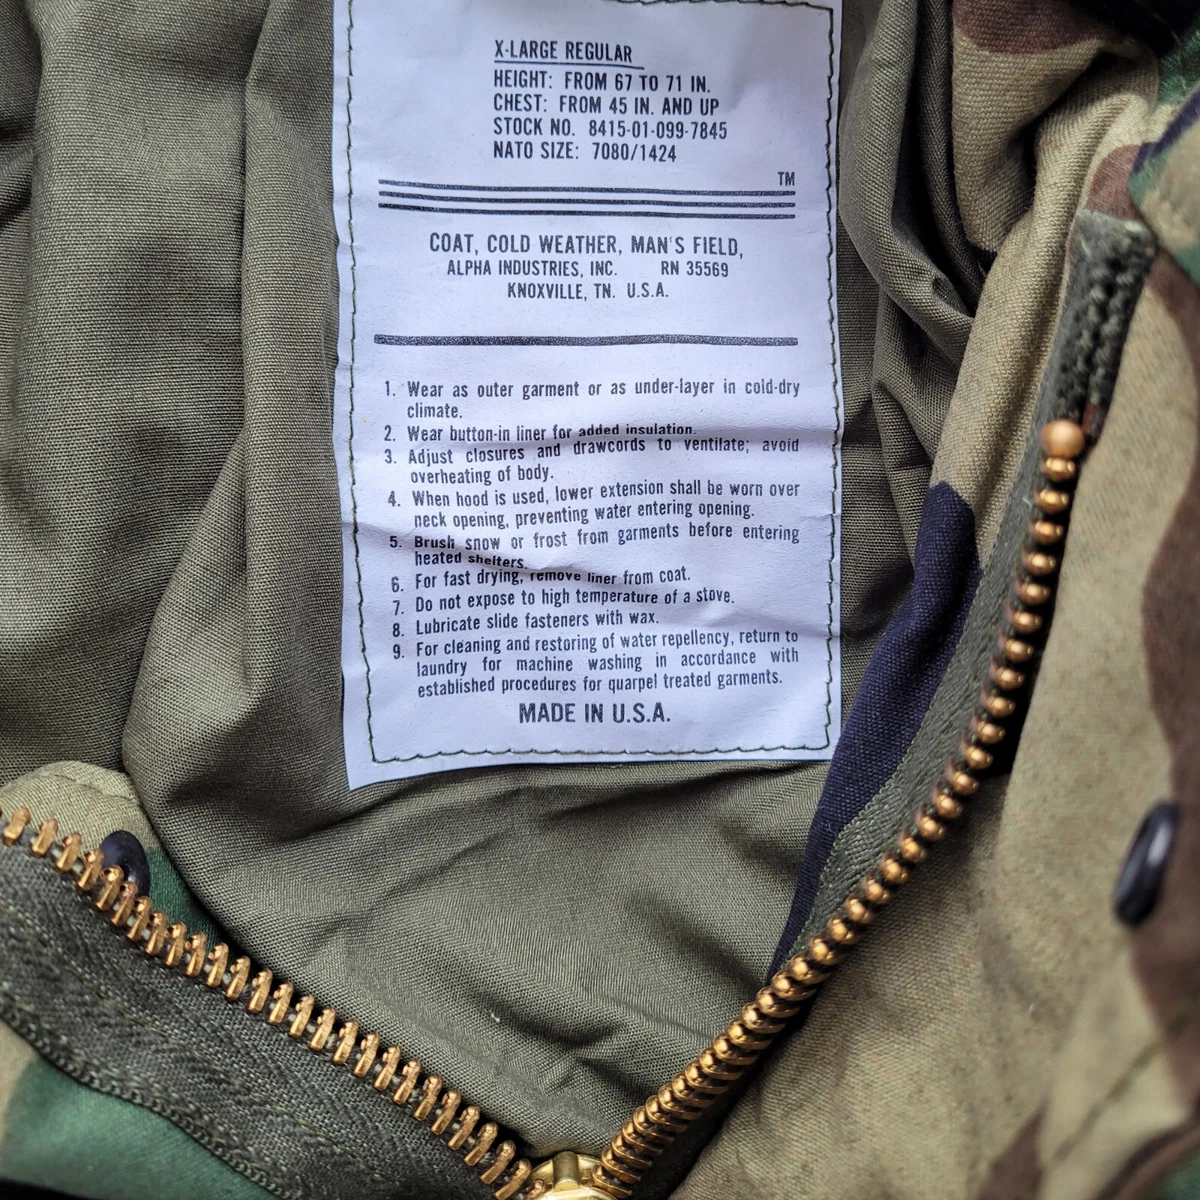 X-LARGE REGULAR
HEIGHT: FROM 67 TO 71 IN.
CHEST: FROM 45 IN. AND UP
STOCK NO. 8415-01-099-7845
NATO SIZE: 7080/1424
TM
COAT, COLD WEATHER, MAN'S FIELD,
ALPHA INDUSTRIES, INC. RN 35569
KNOXVILLE, TN. U.S.A.
1. Wear as outer garment or as under-layer in cold-dry
climate.
2. Wear button-in liner for added insulation.
3. Adjust closures and drawcords to ventilate; avoid
overheating of body.
4. When hood is used, lower extension shall be worn over
neck opening, preventing water entering opening.
5. Brush snow or frost from garments before entering
heated shelters.
6. For fast drying, remove liner from coat.
7. Do not expose to high temperature of a stove.
8. Lubricate slide fasteners with wax.
9. For cleaning and restoring of water repellency, return to
laundry for machine washing in accordance with
established procedures for quarpel treated garments.
MADE IN U.S.A.